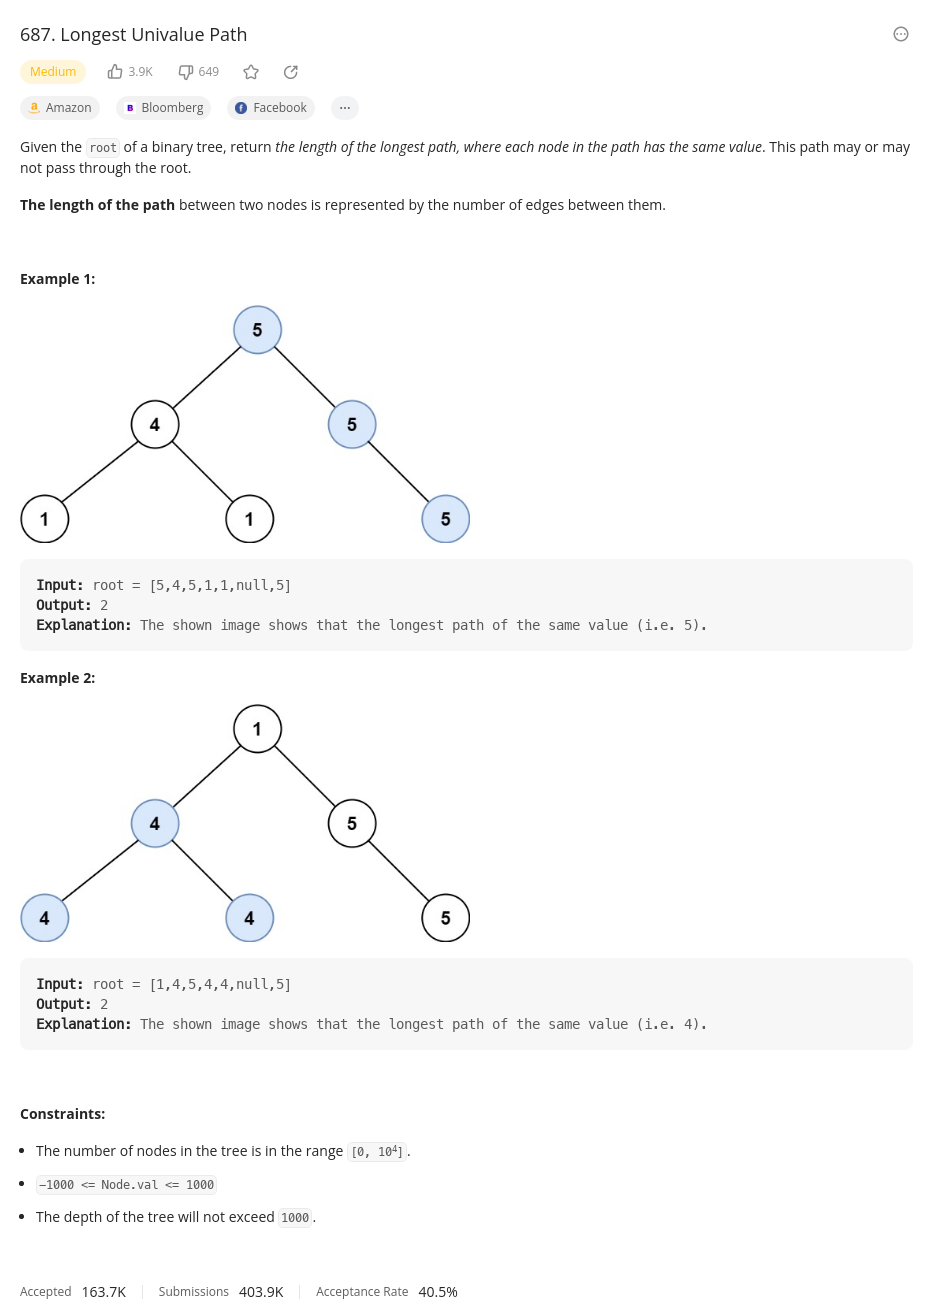 687. Longest Univalue Path
Medium 3.9K 649
Amazon Bloomberg Facebook ...
Given the root of a binary tree, return the length of the longest path, where each node in the path has the same value. This path may or may
not pass through the root.
The length of the path between two nodes is represented by the number of edges between them.
Example 1:
5
4 5
1 1 5
Input: root = [5,4,5,1,1,null,5]
Output: 2
Explanation: The shown image shows that the longest path of the same value (i.e. 5).
Example 2:
1
4 5
4 4 5
Input: root = [1,4,5,4,4,null,5]
Output: 2
Explanation: The shown image shows that the longest path of the same value (i.e. 4).
Constraints:
• The number of nodes in the tree is in the range [0, 10⁴].
• -1000 <= Node.val <= 1000
• The depth of the tree will not exceed 1000.
Accepted 163.7K Submissions 403.9K Acceptance Rate 40.5%